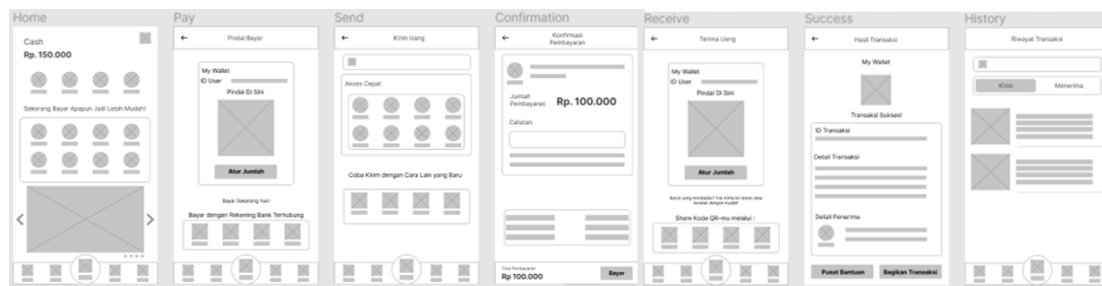 Home
Cash
Rp. 150.000
Sekarang Bayar Apapun Jadi Lebih Mudah!
Pay
Pindai Bayar
My Wallet
ID User
Pindai Di Sini
Atur Jumlah
Bayar Sekarang Yuk!
Bayar dengan Rekening Bank Terhubung
Send
Kirim Uang
Akses Cepat
Coba Kirim dengan Cara Lain yang Baru
Confirmation
Konfirmasi
Pembayaran
Jumlah
Pembayaran
Rp. 100.000
Catatan:
Total Pembayaran
Rp 100.000
Bayar
Receive
Terima Uang
My Wallet
ID User
Pindai Di Sini
Atur Jumlah
Share Kode QR-mu melalui :
Success
Hasil Transaksi
My Wallet
Transaksi Sukses!
ID Transaksi
Detail Transaksi
Detail Penerima
Pusat Bantuan
Bagikan Transaksi
History
Riwayat Transaksi
Kirim
Menerima